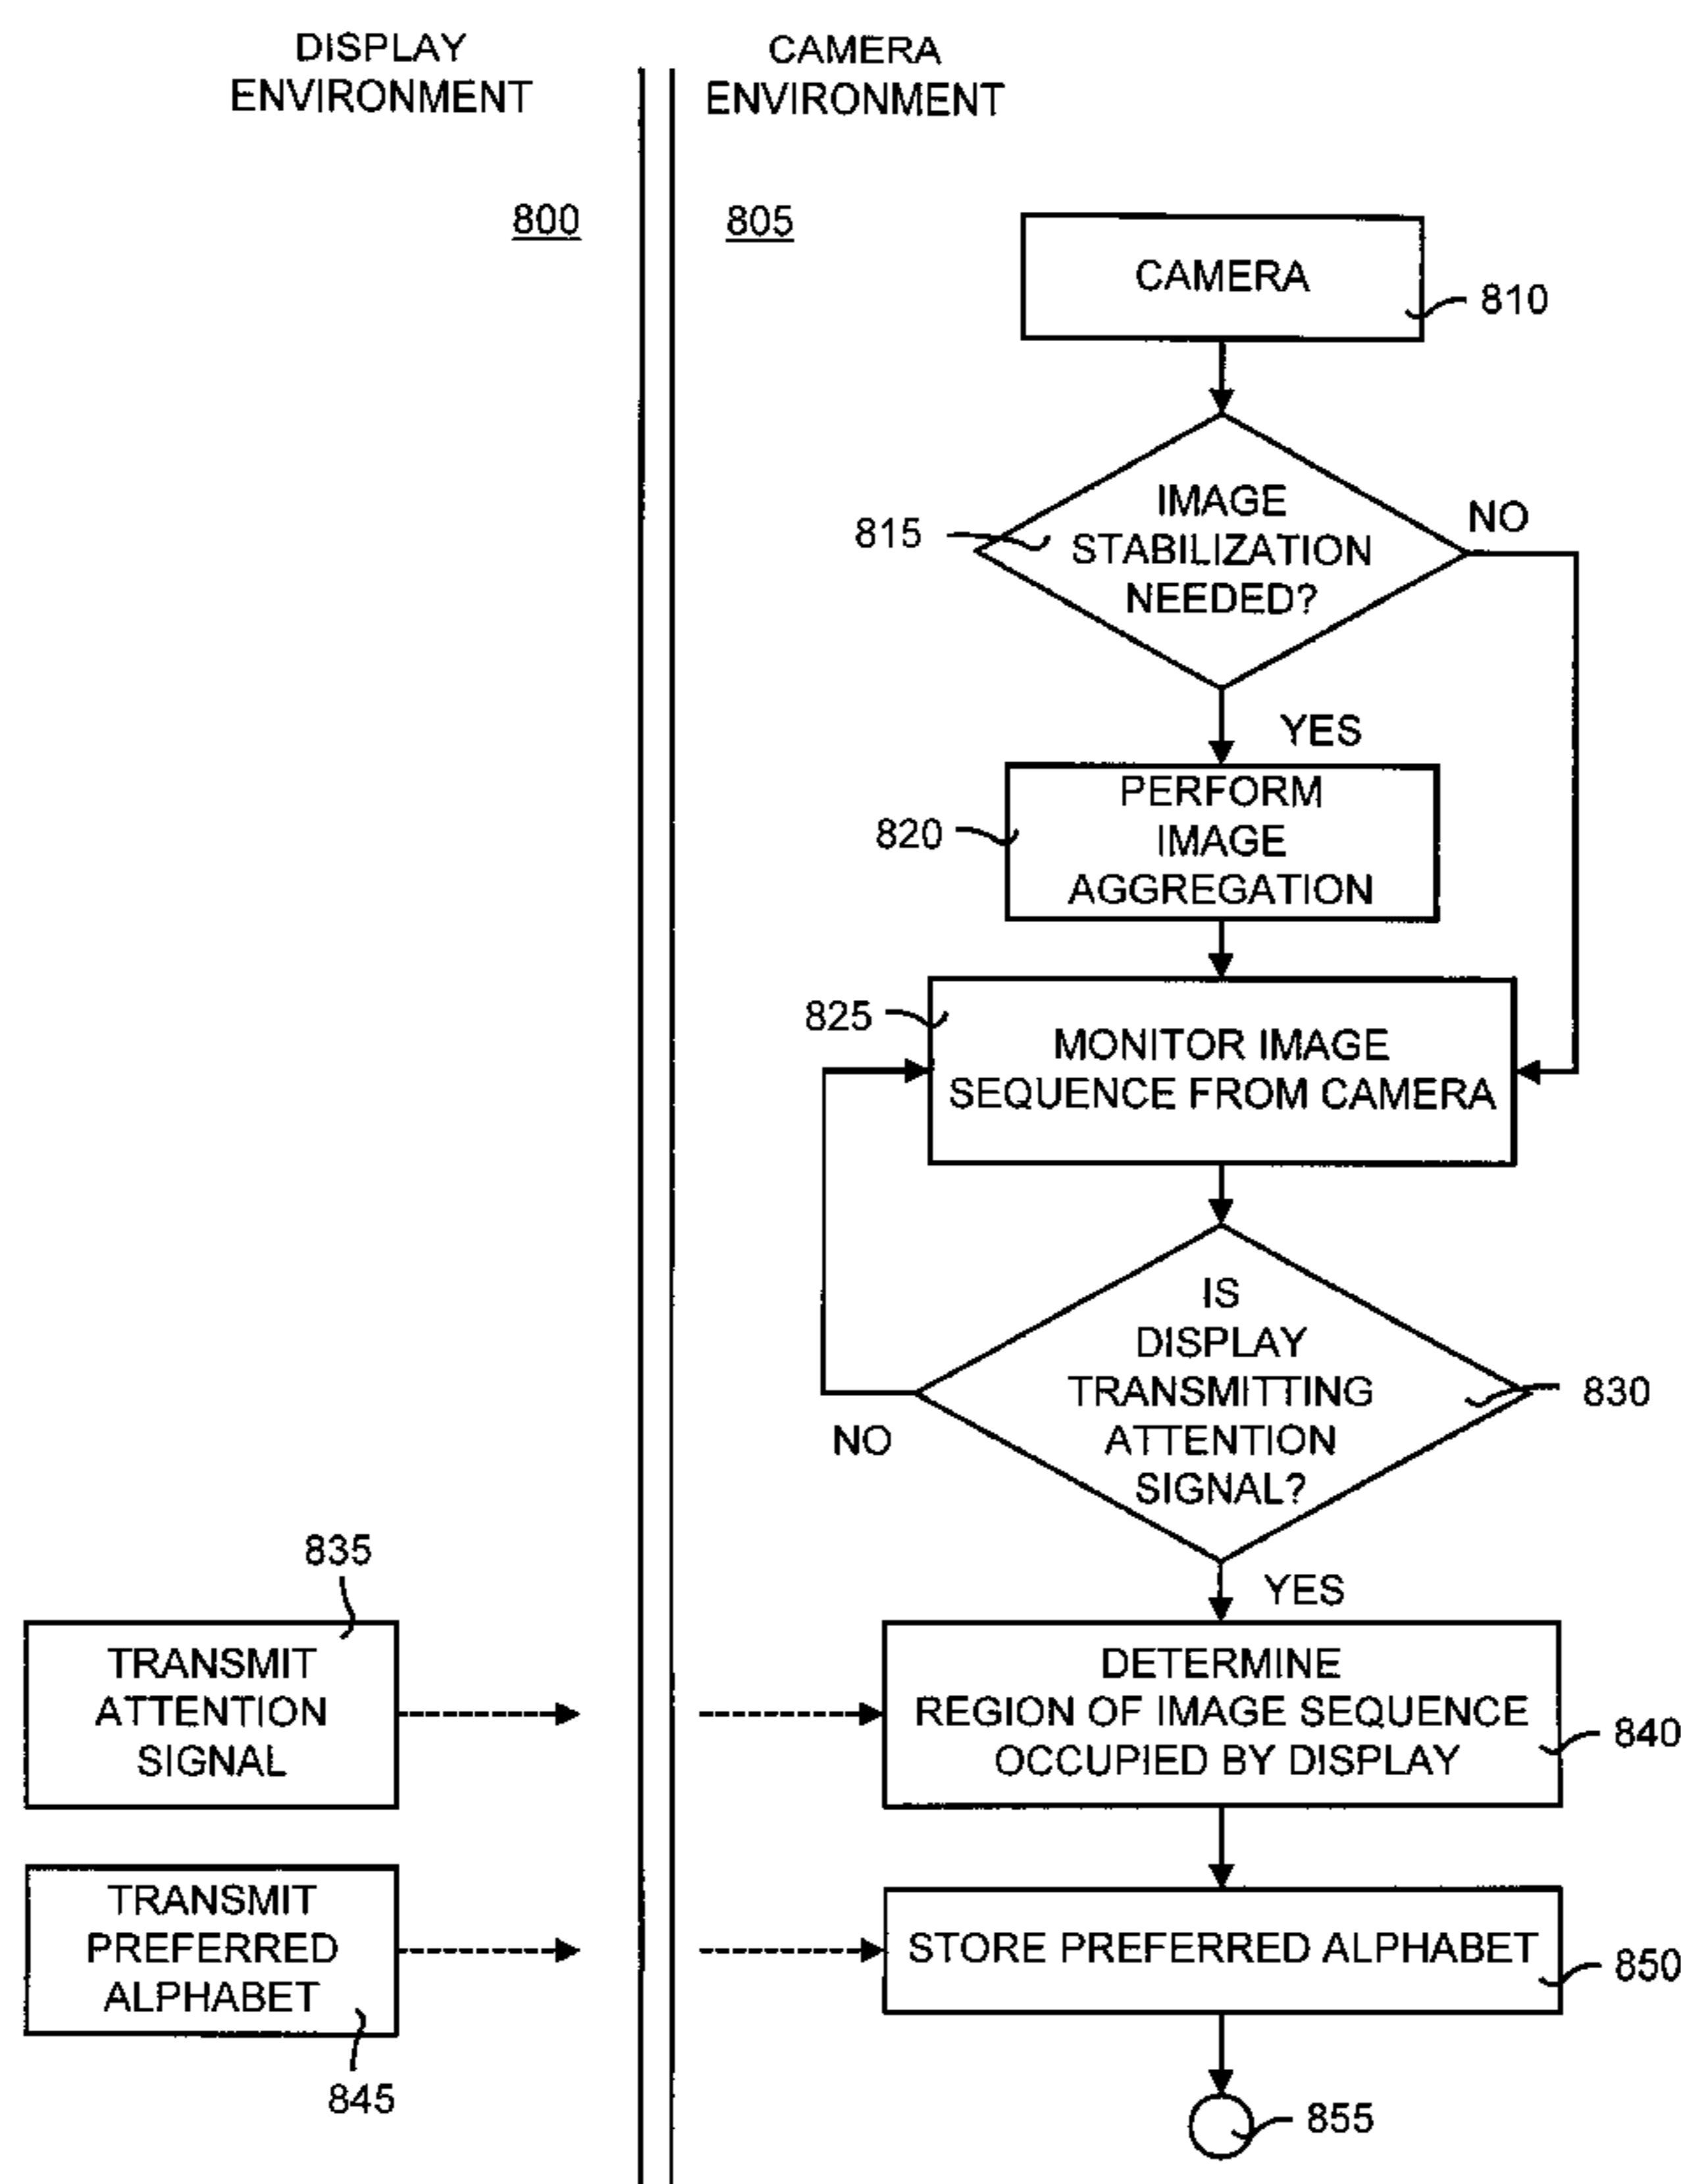 DISPLAY
ENVIRONMENT
CAMERA
ENVIRONMENT
800
805
CAMERA
810
815
IMAGE
STABILIZATION
NEEDED?
NO
YES
820
PERFORM
IMAGE
AGGREGATION
825
MONITOR IMAGE
SEQUENCE FROM CAMERA
IS
DISPLAY
TRANSMITTING
ATTENTION
SIGNAL?
830
NO
YES
835
TRANSMIT
ATTENTION
SIGNAL
DETERMINE
REGION OF IMAGE SEQUENCE
OCCUPIED BY DISPLAY
840
TRANSMIT
PREFERRED
ALPHABET
845
STORE PREFERRED ALPHABET
850
855